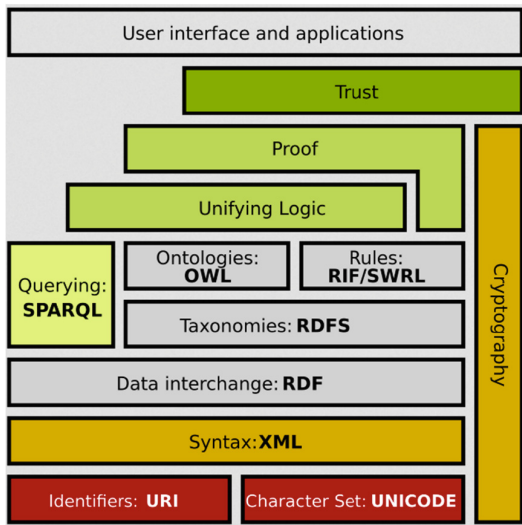 User interface and applications
Trust
Proof
Unifying Logic
Querying:
SPARQL
Ontologies:
OWL
Rules:
RIF/SWRL
Taxonomies: RDFS
Data interchange: RDF
Syntax:XML
Identifiers: URI
Character Set: UNICODE
Cryptography